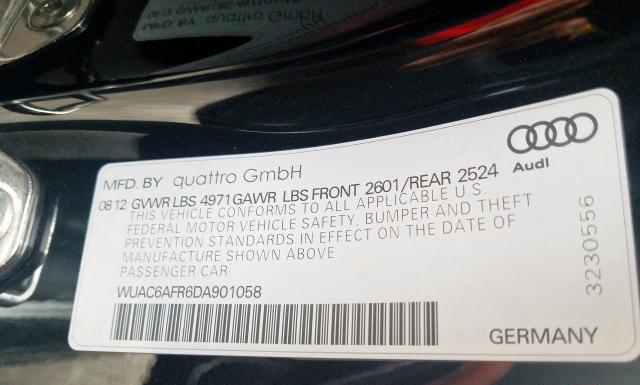 MFD. BY quattro GmbH
Audi
08 12 GWWR LBS 4971 GAWR LBS FRONT 2601/REAR 2524
THIS VEHICLE CONFORMS TO ALL APPLICABLE U.S.
FEDERAL MOTOR VEHICLE SAFETY, BUMPER AND THEFT
PREVENTION STANDARDS IN EFFECT ON THE DATE OF
MANUFACTURE SHOWN ABOVE
PASSENGER CAR
WUAC6AFR6DA901058
3230556
GERMANY